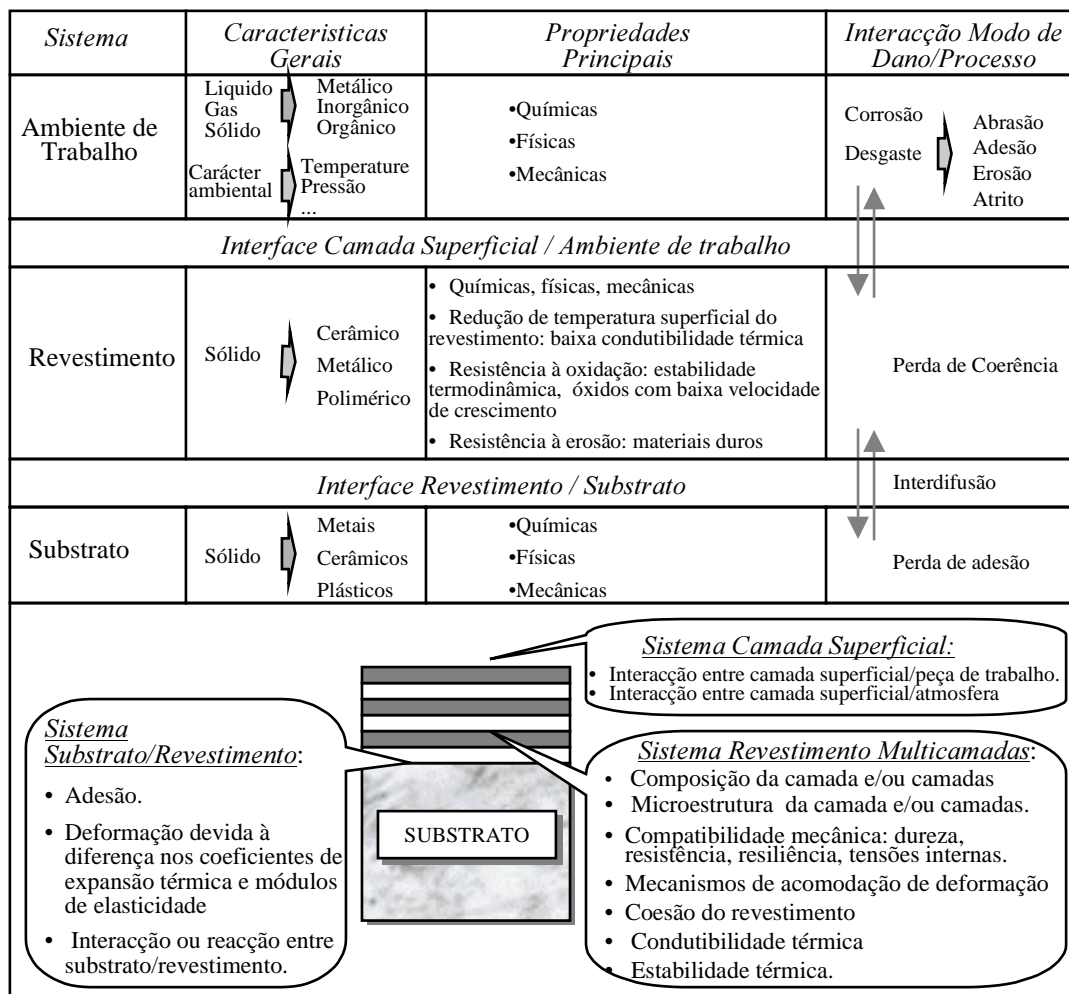 Sistema
Caracteristicas
Gerais
Propriedades
Principais
Interacção Modo de
Dano/Processo
Ambiente de
Trabalho
Liquido
Gas
Sólido
Metálico
Inorgânico
Orgânico
Carácter
ambiental
Temperature
Pressão
...
•Químicas
•Físicas
•Mecânicas
Corrosão
Desgaste
Abrasão
Adesão
Erosão
Atrito
Interface Camada Superficial / Ambiente de trabalho
Revestimento
Sólido
Cerâmico
Metálico
Polimérico
• Químicas, físicas, mecânicas
• Redução de temperatura superficial do
revestimento: baixa condutibilidade térmica
• Resistência à oxidação: estabilidade
termodinâmica, óxidos com baixa velocidade
de crescimento
• Resistência à erosão: materiais duros
Perda de Coerência
Interface Revestimento / Substrato
Interdifusão
Substrato
Sólido
Metais
Cerâmicos
Plásticos
•Químicas
•Físicas
•Mecânicas
Perda de adesão
Sistema Camada Superficial:
• Interacção entre camada superficial/peça de trabalho.
• Interacção entre camada superficial/atmosfera
Sistema
Substrato/Revestimento:
• Adesão.
• Deformação devida à
diferença nos coeficientes de
expansão térmica e módulos
de elasticidade
• Interacção ou reacção entre
substrato/revestimento.
SUBSTRATO
Sistema Revestimento Multicamadas:
• Composição da camada e/ou camadas
• Microestrutura da camada e/ou camadas.
• Compatibilidade mecânica: dureza,
resistência, resiliência, tensões internas.
• Mecanismos de acomodação de deformação
• Coesão do revestimento
• Condutibilidade térmica
• Estabilidade térmica.